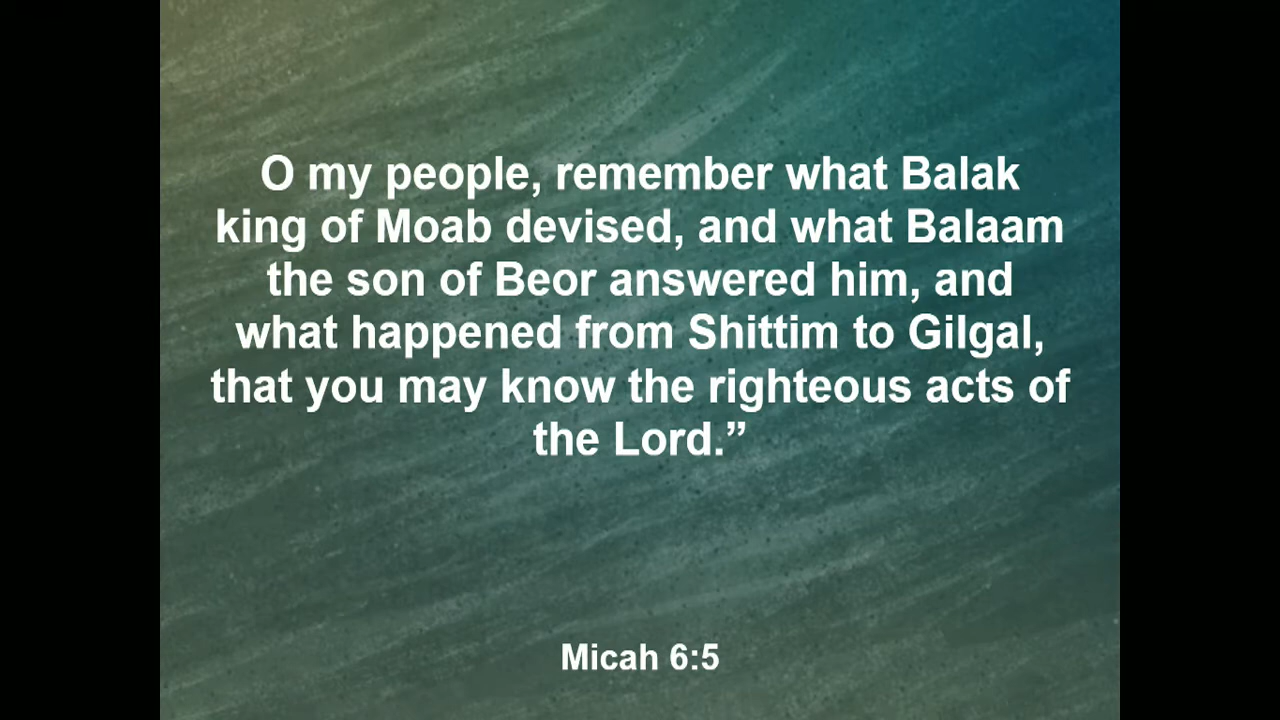 O my people, remember what Balak
king of Moab devised, and what Balaam
the son of Beor answered him, and
what happened from Shittim to Gilgal,
that you may know the righteous acts of
the Lord.”
Micah 6:5